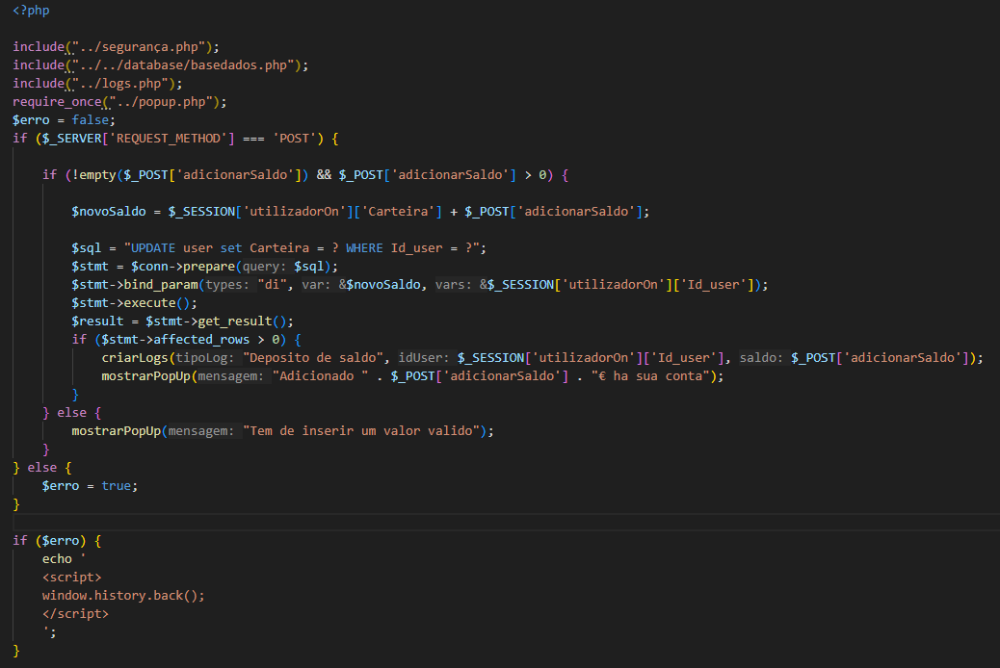 <?php
include("../segurança.php");
include("../../database/basedados.php");
include("../logs.php");
require_once("../popup.php");
$erro = false;
if ($_SERVER['REQUEST_METHOD'] === 'POST') {
if (!empty($_POST['adicionarSaldo']) && $_POST['adicionarSaldo'] > 0) {
$novoSaldo = $_SESSION['utilizadorOn']['Carteira'] + $_POST['adicionarSaldo'];
$sql = "UPDATE user set Carteira = ? WHERE Id_user = ?";
$stmt = $conn->prepare(query: $sql);
$stmt->bind_param(types: "di", var: &$novoSaldo, vars: &$_SESSION['utilizadorOn']['Id_user']);
$stmt->execute();
$result = $stmt->get_result();
if ($stmt->affected_rows > 0) {
criarLogs(tipoLog: "Deposito de saldo", idUser: $_SESSION['utilizadorOn']['Id_user'], saldo: $_POST['adicionarSaldo']);
mostrarPopUp(mensagem: "Adicionado " . $_POST['adicionarSaldo'] . "€ ha sua conta");
}
} else {
mostrarPopUp(mensagem: "Tem de inserir um valor valido");
}
} else {
$erro = true;
}
if ($erro) {
echo '
<script>
window.history.back();
</script>
';
}